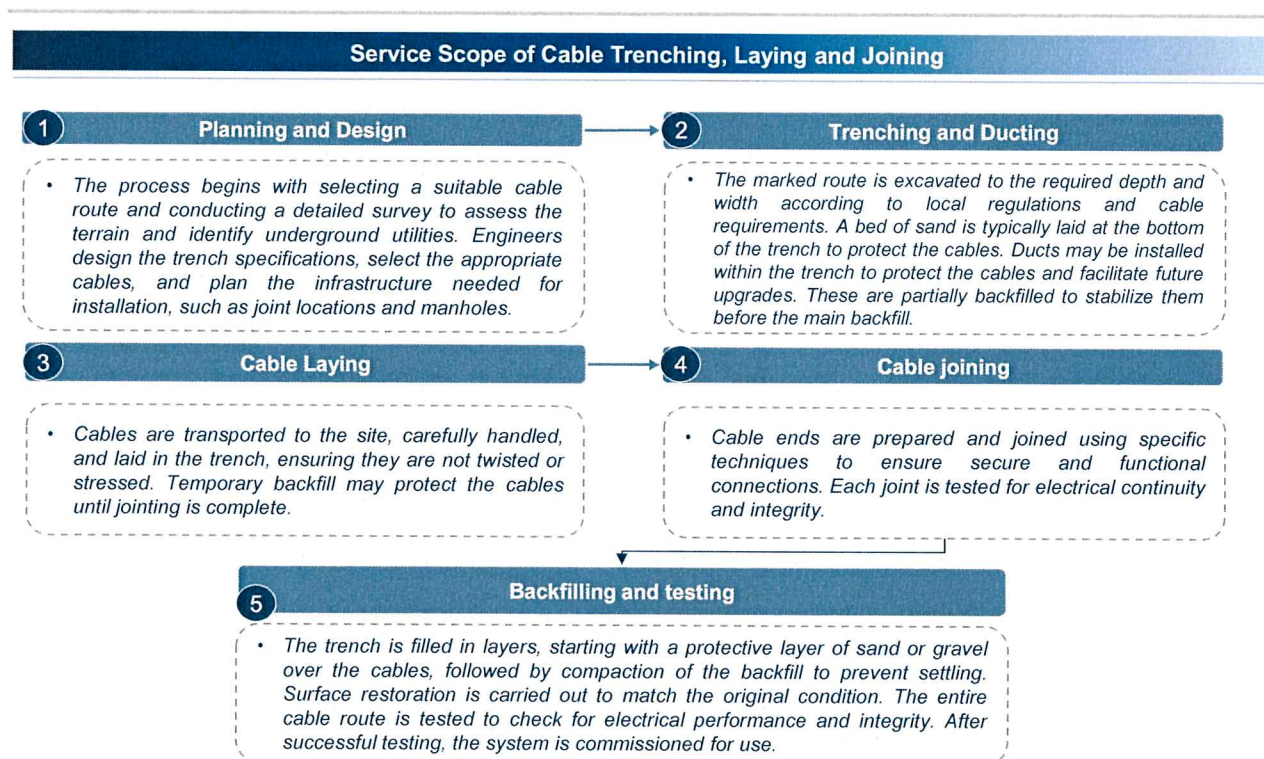 Service Scope of Cable Trenching, Laying and Joining
1
Planning and Design
• The process begins with selecting a suitable cable
route and conducting a detailed survey to assess the
terrain and identify underground utilities. Engineers
design the trench specifications, select the appropriate
cables, and plan the infrastructure needed for
installation, such as joint locations and manholes.
2
Trenching and Ducting
• The marked route is excavated to the required depth and
width according to local regulations and cable
requirements. A bed of sand is typically laid at the bottom
of the trench to protect the cables. Ducts may be installed
within the trench to protect the cables and facilitate future
upgrades. These are partially backfilled to stabilize them
before the main backfill.
3
Cable Laying
• Cables are transported to the site, carefully handled,
and laid in the trench, ensuring they are not twisted or
stressed. Temporary backfill may protect the cables
until jointing is complete.
4
Cable joining
• Cable ends are prepared and joined using specific
techniques to ensure secure and functional
connections. Each joint is tested for electrical continuity
and integrity.
5
Backfilling and testing
• The trench is filled in layers, starting with a protective layer of sand or gravel
over the cables, followed by compaction of the backfill to prevent settling.
Surface restoration is carried out to match the original condition. The entire
cable route is tested to check for electrical performance and integrity. After
successful testing, the system is commissioned for use.